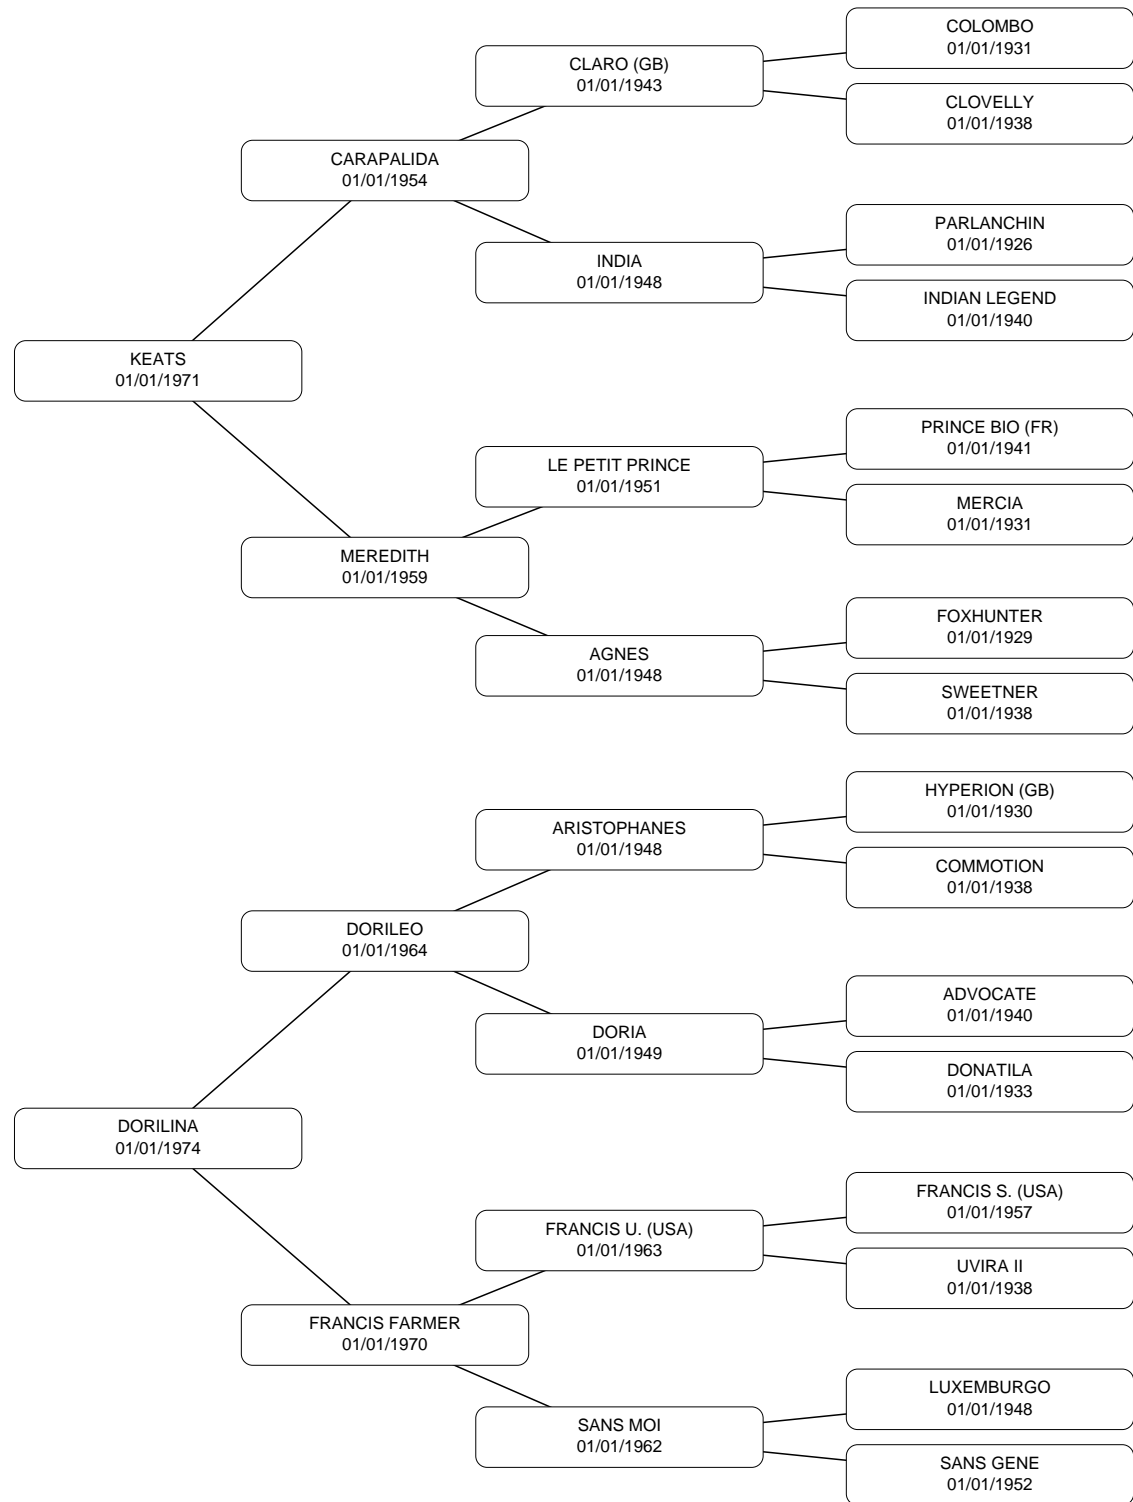 COLOMBO
01/01/1931
CLARO (GB)
01/01/1943
CLOVELLY
01/01/1938
CARAPALIDA
01/01/1954
PARLANCHIN
01/01/1926
INDIA
01/01/1948
INDIAN LEGEND
01/01/1940
KEATS
01/01/1971
PRINCE BIO (FR)
01/01/1941
LE PETIT PRINCE
01/01/1951
MERCIA
01/01/1931
MEREDITH
01/01/1959
FOXHUNTER
01/01/1929
AGNES
01/01/1948
SWEETNER
01/01/1938
HYPERION (GB)
01/01/1930
ARISTOPHANES
01/01/1948
COMMOTION
01/01/1938
DORILEO
01/01/1964
ADVOCATE
01/01/1940
DORIA
01/01/1949
DONATILA
01/01/1933
DORILINA
01/01/1974
FRANCIS S. (USA)
01/01/1957
FRANCIS U. (USA)
01/01/1963
UVIRA II
01/01/1938
FRANCIS FARMER
01/01/1970
LUXEMBURGO
01/01/1948
SANS MOI
01/01/1962
SANS GENE
01/01/1952